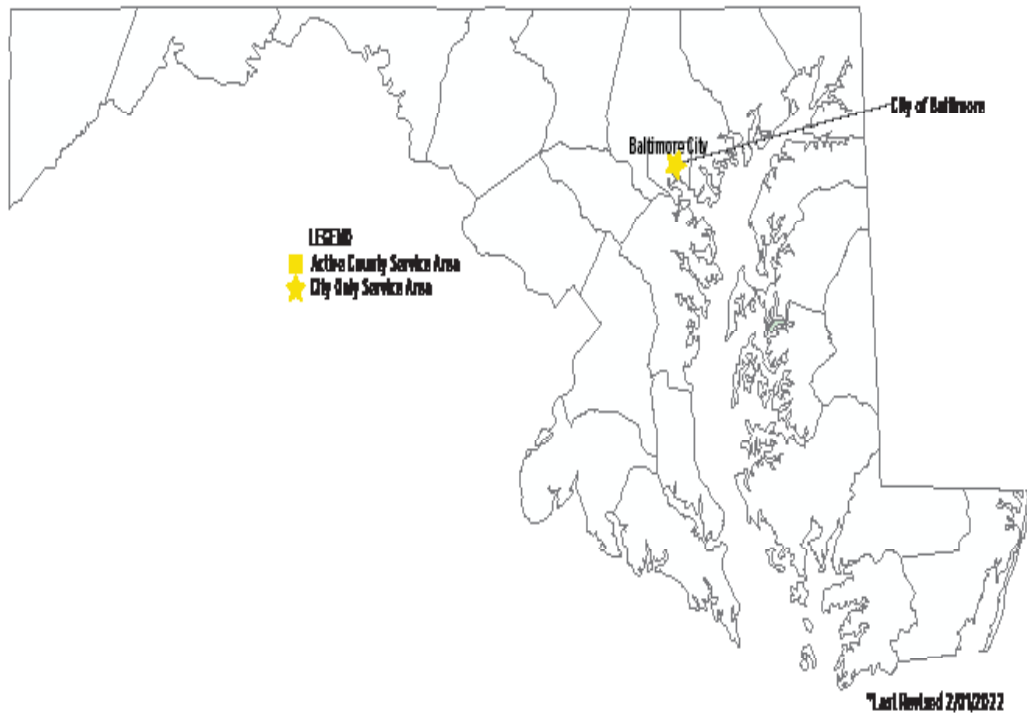 City of Baltimore
Baltimore City
LEGEND
Active County Service Area
City Only Service Area
*Last Revised 2/01/2022